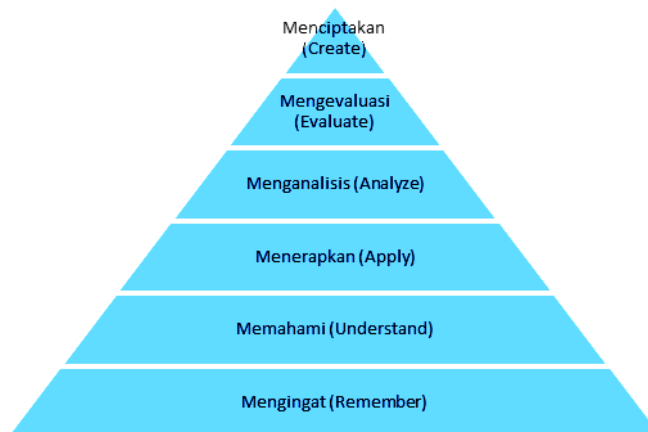 Menciptakan
(Create)
Mengevaluasi
(Evaluate)
Menganalisis (Analyze)
Menerapkan (Apply)
Memahami (Understand)
Mengingat (Remember)